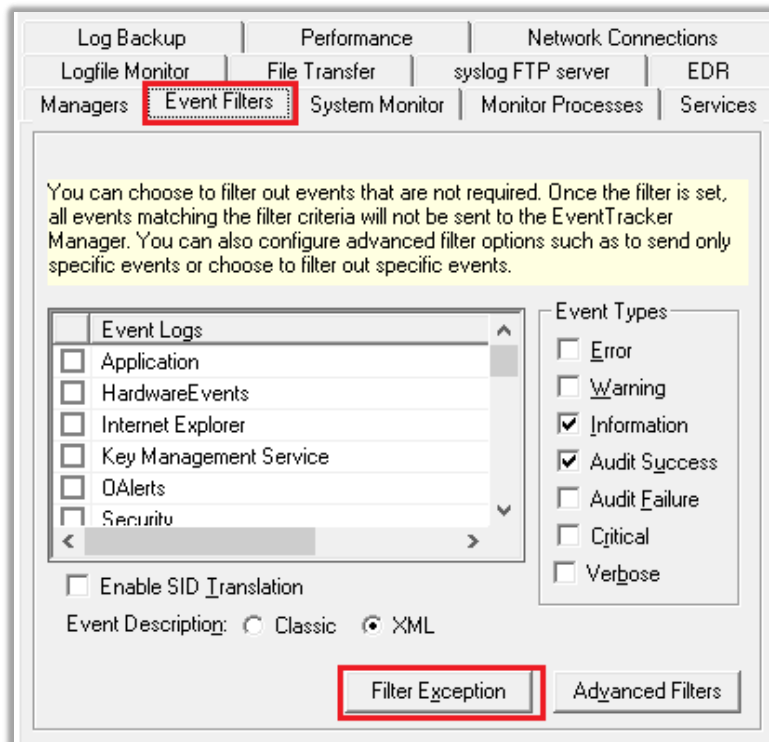 Log Backup Performance Network Connections
Logfile Monitor File Transfer syslog FTP server EDR
Managers Event Filters System Monitor Monitor Processes Services
You can choose to filter out events that are not required. Once the filter is set,
all events matching the filter criteria will not be sent to the EventTracker
Manager. You can also configure advanced filter options such as to send only
specific events or choose to filter out specific events.
Event Logs
Application
HardwareEvents
Internet Explorer
Key Management Service
OAlerts
Security
Event Types
Error
Warning
Information
Audit Success
Audit Failure
Critical
Verbose
Enable SID Translation
Event Description: Classic XML
Filter Exception Advanced Filters